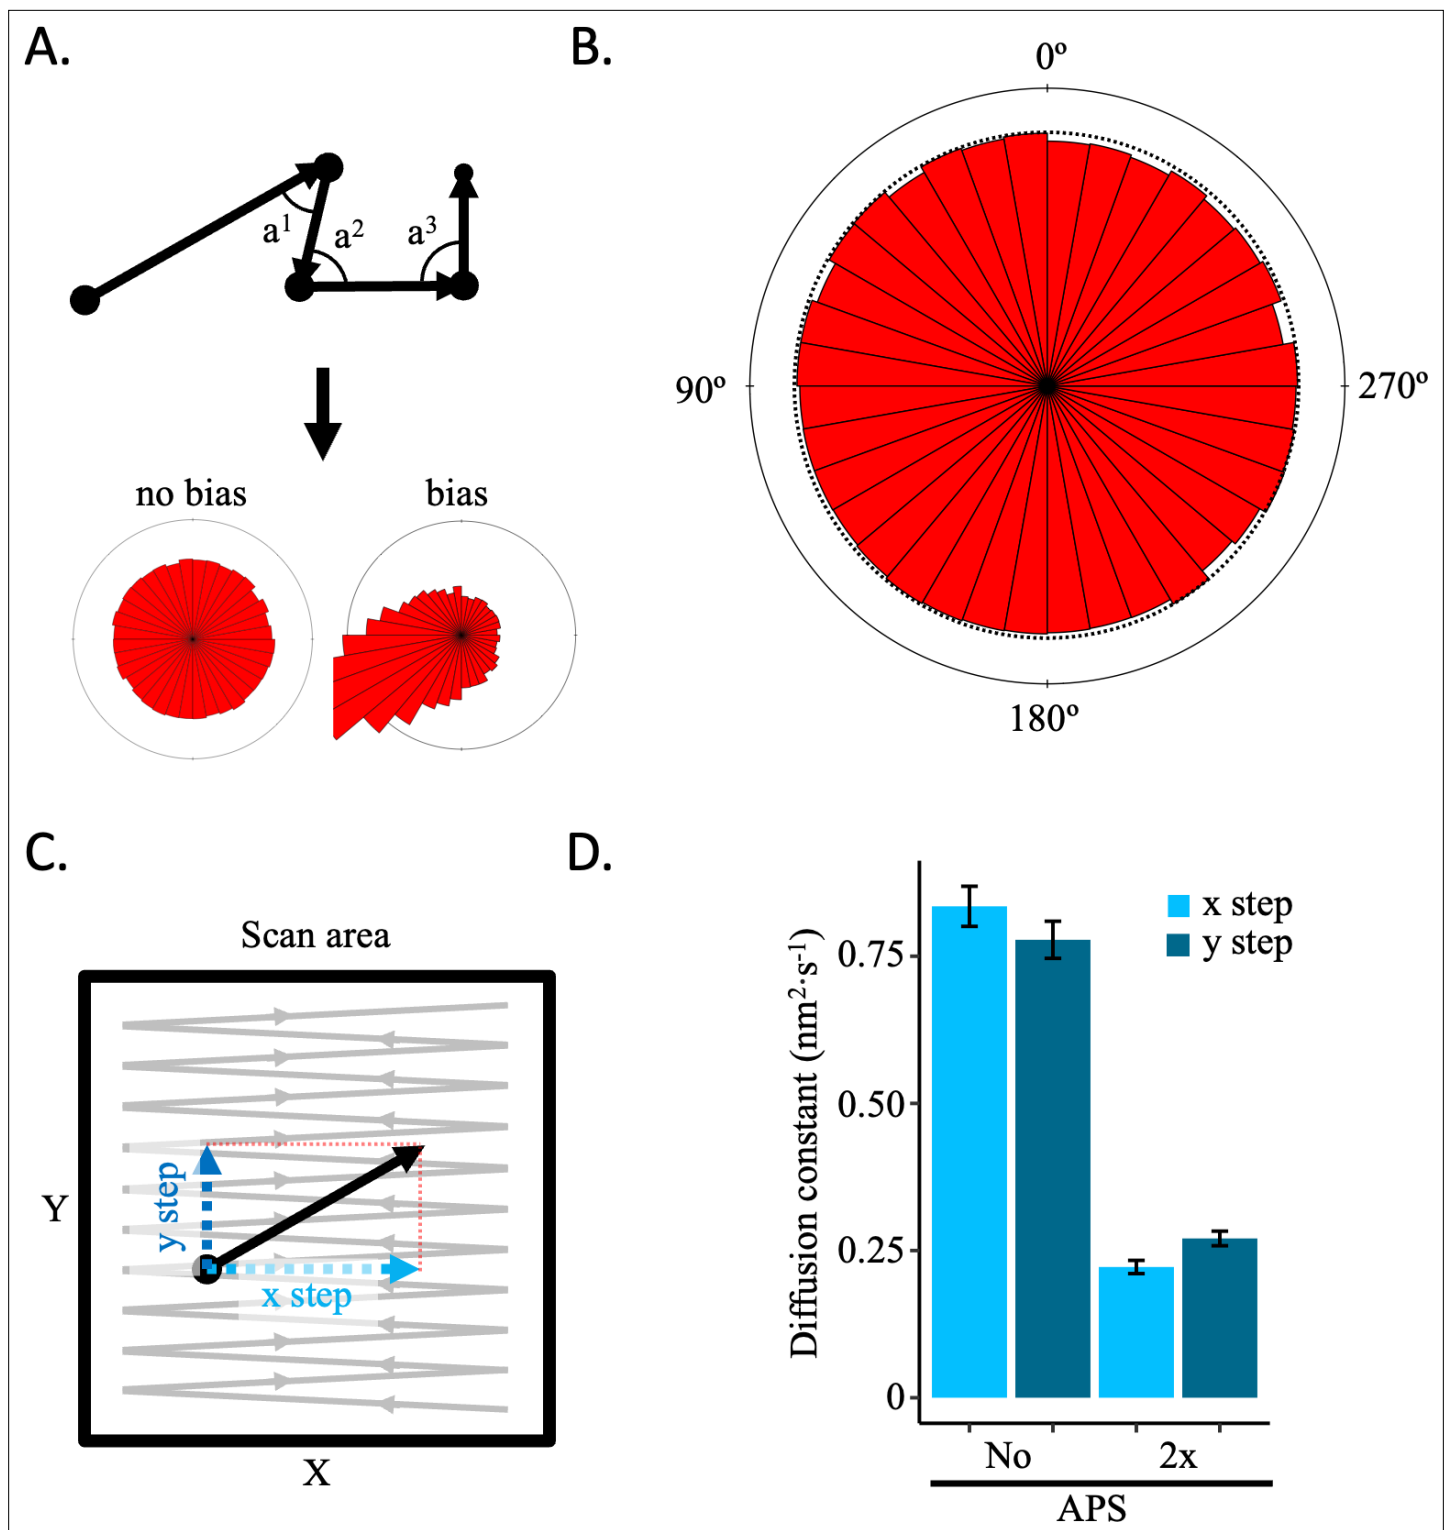 A.
a1
a2
a3
no bias
bias
B.
0º
90º
270º
180º
C.
Scan area
Y
y step
x step
X
D.
Diffusion constant (nm2·s-1)
0.75
0.50
0.25
0
x step
y step
No 2x
APS